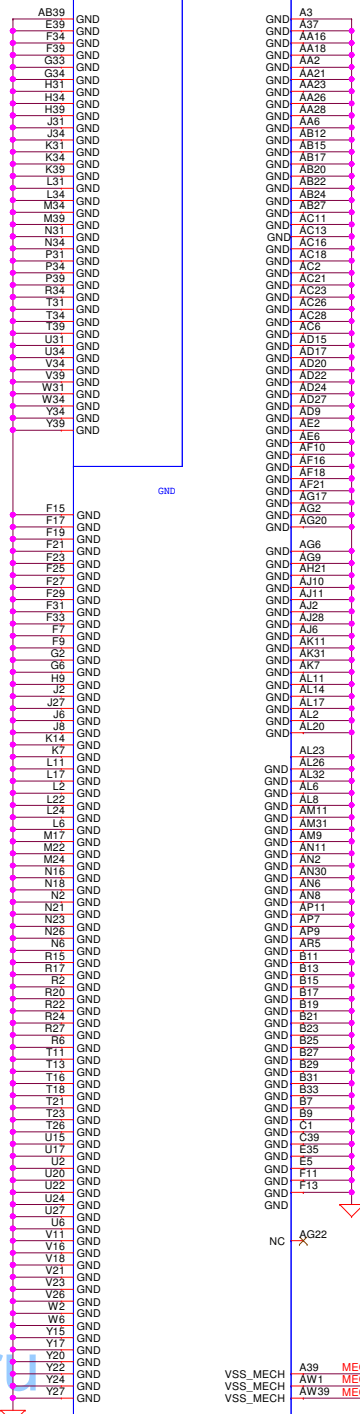 AB39 GND
E39 GND
F34 GND
F39 GND
G33 GND
G34 GND
H31 GND
H34 GND
H39 GND
J31 GND
J34 GND
K31 GND
K34 GND
K39 GND
L31 GND
L34 GND
M34 GND
M39 GND
N31 GND
N34 GND
P31 GND
P34 GND
P39 GND
R34 GND
T31 GND
T34 GND
T39 GND
U31 GND
U34 GND
V34 GND
V39 GND
W31 GND
W34 GND
Y34 GND
Y39 GND
GND
F15 GND
F17 GND
F19 GND
F21 GND
F23 GND
F25 GND
F27 GND
F29 GND
F31 GND
F33 GND
F7 GND
F9 GND
G2 GND
G6 GND
H9 GND
J2 GND
J27 GND
J6 GND
J8 GND
K14 GND
K7 GND
L11 GND
L17 GND
L2 GND
L22 GND
L24 GND
L6 GND
M17 GND
M22 GND
M24 GND
N16 GND
N18 GND
N2 GND
N21 GND
N23 GND
N26 GND
N6 GND
R15 GND
R17 GND
R2 GND
R20 GND
R22 GND
R24 GND
R27 GND
R6 GND
T11 GND
T13 GND
T16 GND
T18 GND
T21 GND
T23 GND
T26 GND
U15 GND
U17 GND
U2 GND
U20 GND
U22 GND
U24 GND
U27 GND
U6 GND
V11 GND
V16 GND
V18 GND
V21 GND
V23 GND
V26 GND
W2 GND
W6 GND
Y15 GND
Y17 GND
Y20 GND
Y22 GND
Y24 GND
Y27 GND
GND A3
GND A37
GND AA16
GND AA18
GND AA2
GND AA21
GND AA23
GND AA26
GND AA28
GND AA6
GND AB12
GND AB15
GND AB17
GND AB20
GND AB22
GND AB24
GND AB27
GND AC11
GND AC13
GND AC16
GND AC18
GND AC2
GND AC21
GND AC23
GND AC26
GND AC28
GND AC6
GND AD15
GND AD17
GND AD20
GND AD22
GND AD24
GND AD27
GND AD9
GND AE2
GND AE6
GND AF10
GND AF16
GND AF18
GND AF21
GND AG17
GND AG2
GND AG20
GND AG6
GND AG9
GND AH21
GND AJ10
GND AJ11
GND AJ2
GND AJ28
GND AJ6
GND AK11
GND AK31
GND AK7
GND AL11
GND AL14
GND AL17
GND AL2
GND AL20
AL23
GND AL26
GND AL32
GND AL6
GND AL8
GND AM11
GND AM31
GND AM9
GND AN11
GND AN2
GND AN30
GND AN6
GND AN8
GND AP11
GND AP7
GND AP9
GND AR5
GND B11
GND B13
GND B15
GND B17
GND B19
GND B21
GND B23
GND B25
GND B27
GND B29
GND B31
GND B33
GND B7
GND B9
GND C1
GND C39
GND E35
GND E5
GND F11
GND F13
GND
NC AG22
VSS_MECH A39
VSS_MECH AW1
VSS_MECH AW39